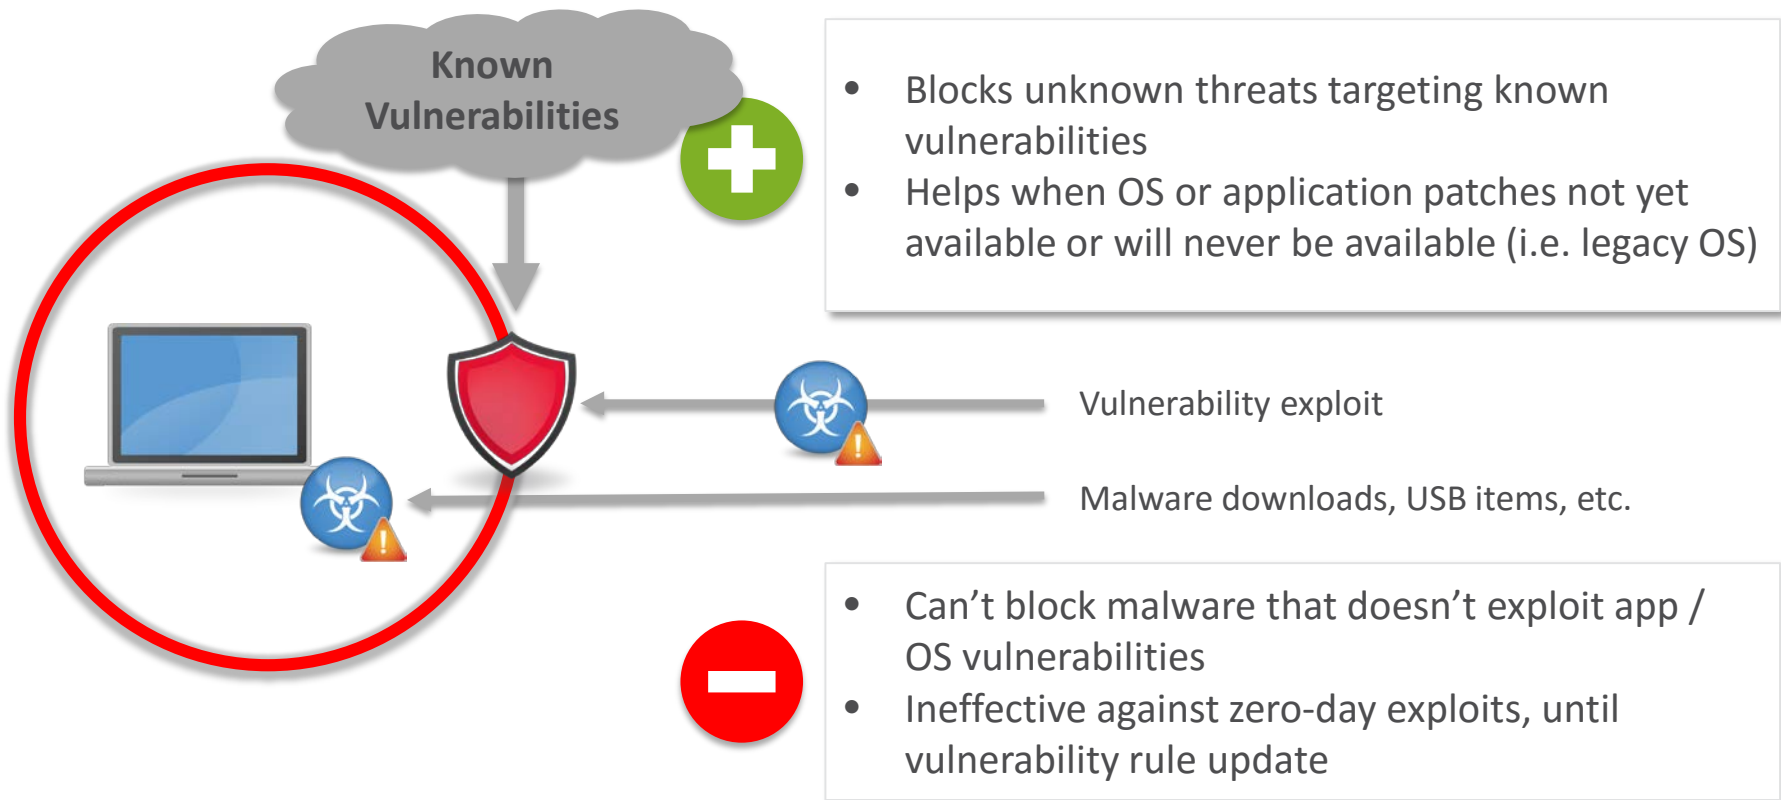 Known
Vulnerabilities
• Blocks unknown threats targeting known
vulnerabilities
• Helps when OS or application patches not yet
available or will never be available (i.e. legacy OS)
Vulnerability exploit
Malware downloads, USB items, etc.
• Can’t block malware that doesn’t exploit app /
OS vulnerabilities
• Ineffective against zero-day exploits, until
vulnerability rule update